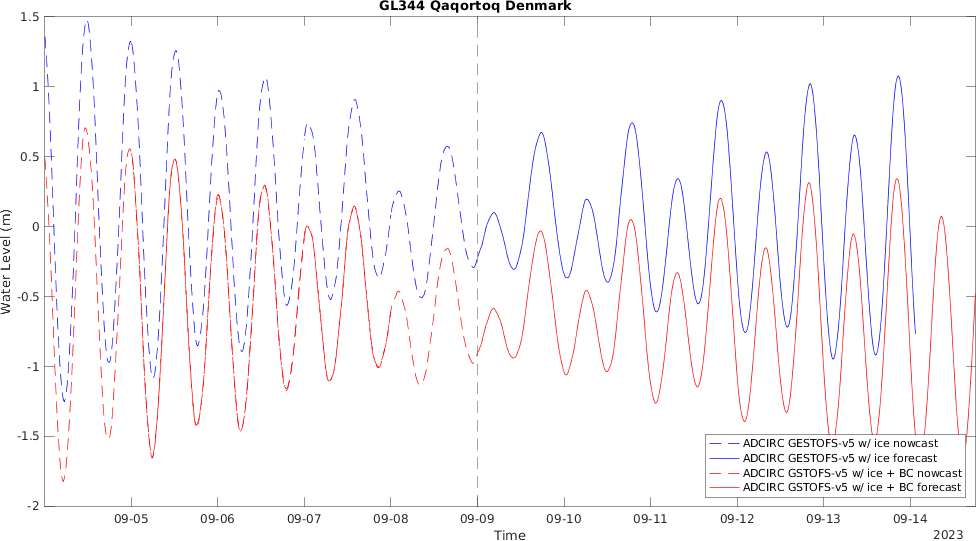 GL344 Qaqortoq Denmark
1.5
1
0.5
0
-0.5
-1
-1.5
-2
Water Level (m)
ADCIRC GESTOFS-v5 w/ ice nowcast
ADCIRC GESTOFS-v5 w/ ice forecast
ADCIRC GSTOFS-v5 w/ ice + BC nowcast
ADCIRC GSTOFS-v5 w/ ice + BC forecast
09-05 09-06 09-07 09-08 09-09 09-10 09-11 09-12 09-13 09-14
Time
2023